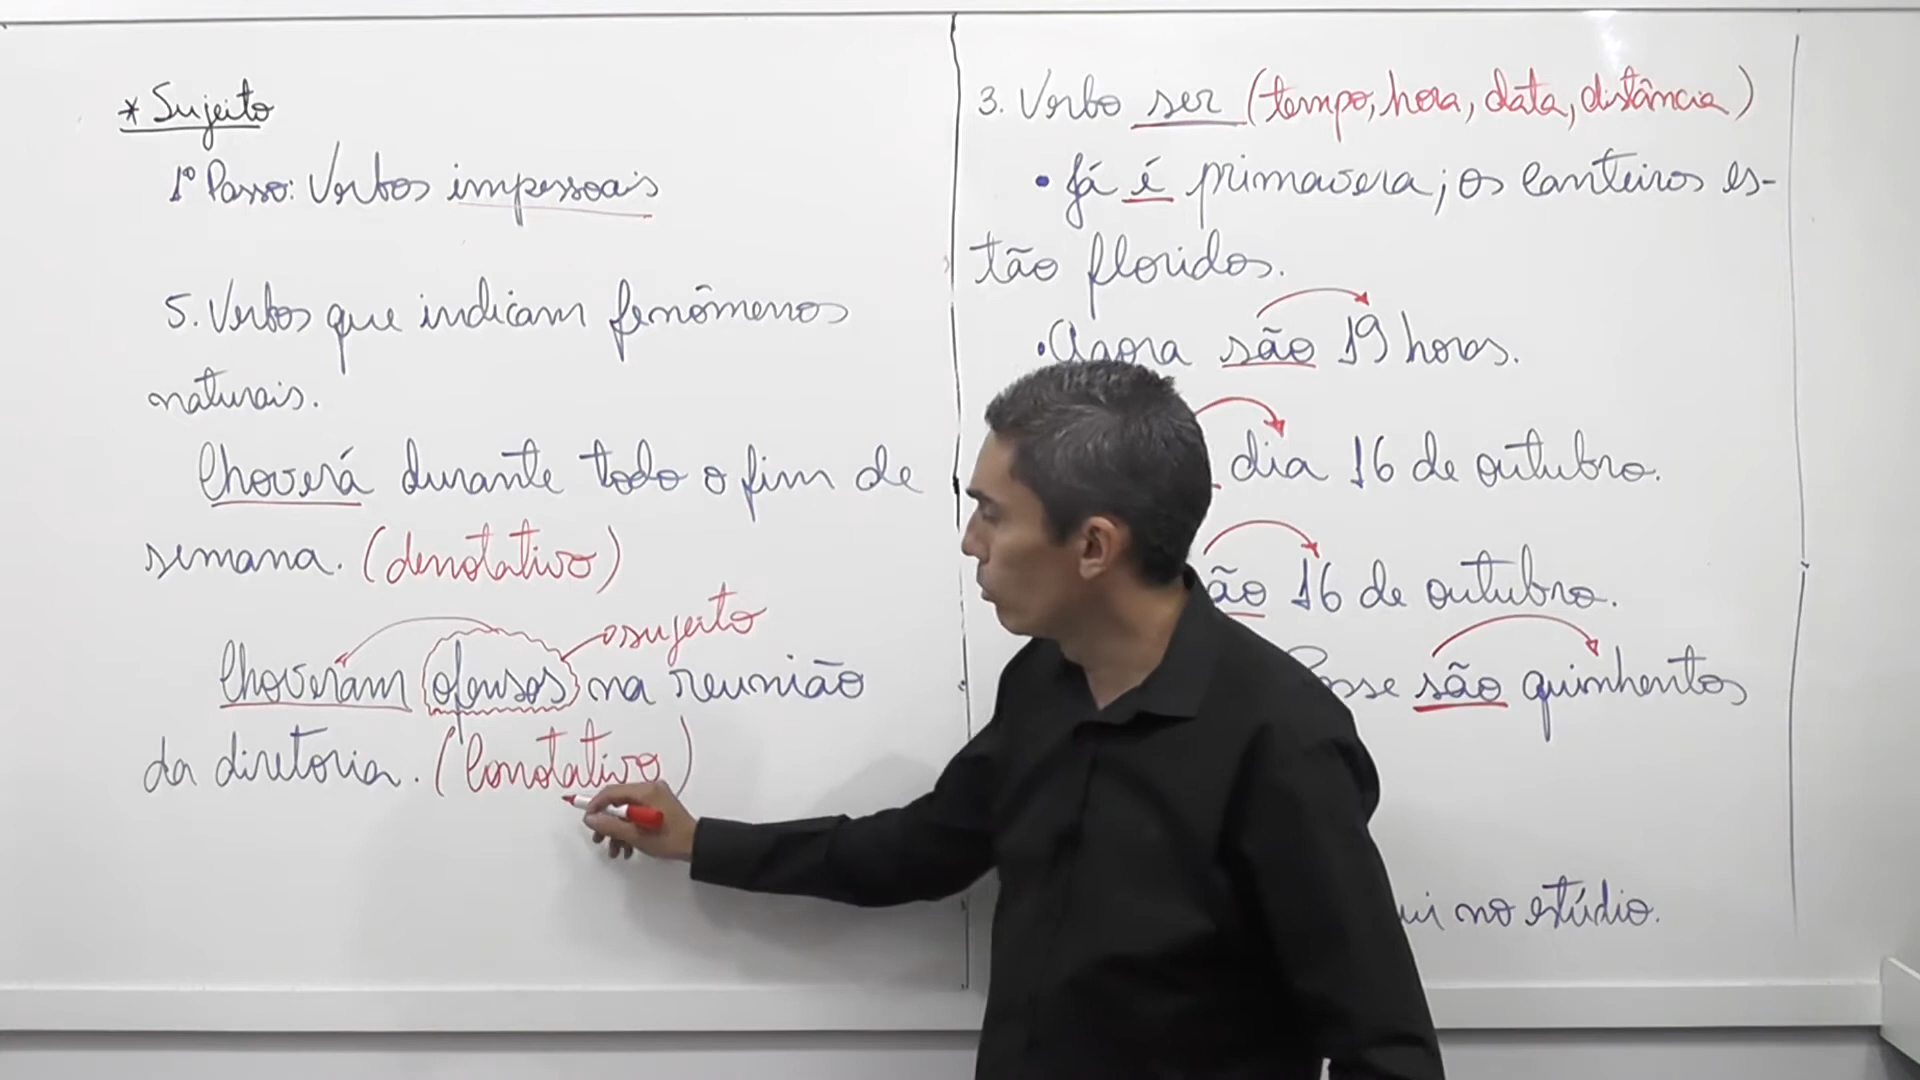 * Sujeito
1º Passo: Verbos impessoais
5. Verbos que indicam fenômenos
naturais.
Choverá durante todo o fim de
semana. (denotativo)
sujeito
Choveram ofensas na reunião
da diretoria. (Conotativo)
3. Verbo ser (tempo, hora, data, distância)
• Já é primavera; os canteiros es-
tão floridos.
• Agora são 19 horas.
dia 16 de outubro.
ão 16 de outubro.
sse são quinhentos
ui no estúdio.